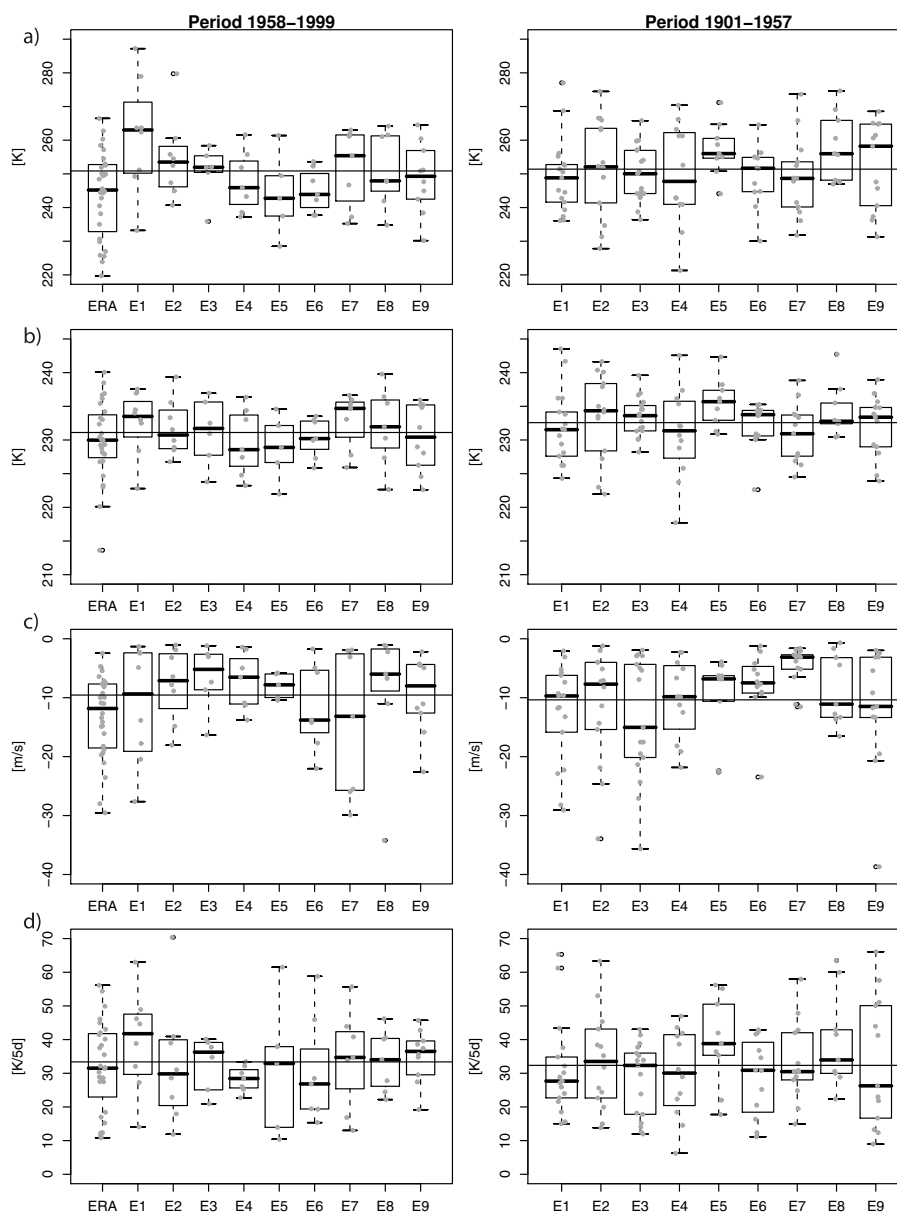 Period 1958–1999
Period 1901–1957
a)
[K]
280
260
240
220
ERA E1 E2 E3 E4 E5 E6 E7 E8 E9
[K]
280
260
240
220
E1 E2 E3 E4 E5 E6 E7 E8 E9
b)
[K]
240
230
220
210
ERA E1 E2 E3 E4 E5 E6 E7 E8 E9
[K]
240
230
220
210
E1 E2 E3 E4 E5 E6 E7 E8 E9
c)
[m/s]
0
−10
−20
−30
−40
ERA E1 E2 E3 E4 E5 E6 E7 E8 E9
[m/s]
0
−10
−20
−30
−40
E1 E2 E3 E4 E5 E6 E7 E8 E9
d)
[K/5d]
70
60
50
40
30
20
10
0
ERA E1 E2 E3 E4 E5 E6 E7 E8 E9
[K/5d]
70
60
50
40
30
20
10
0
E1 E2 E3 E4 E5 E6 E7 E8 E9